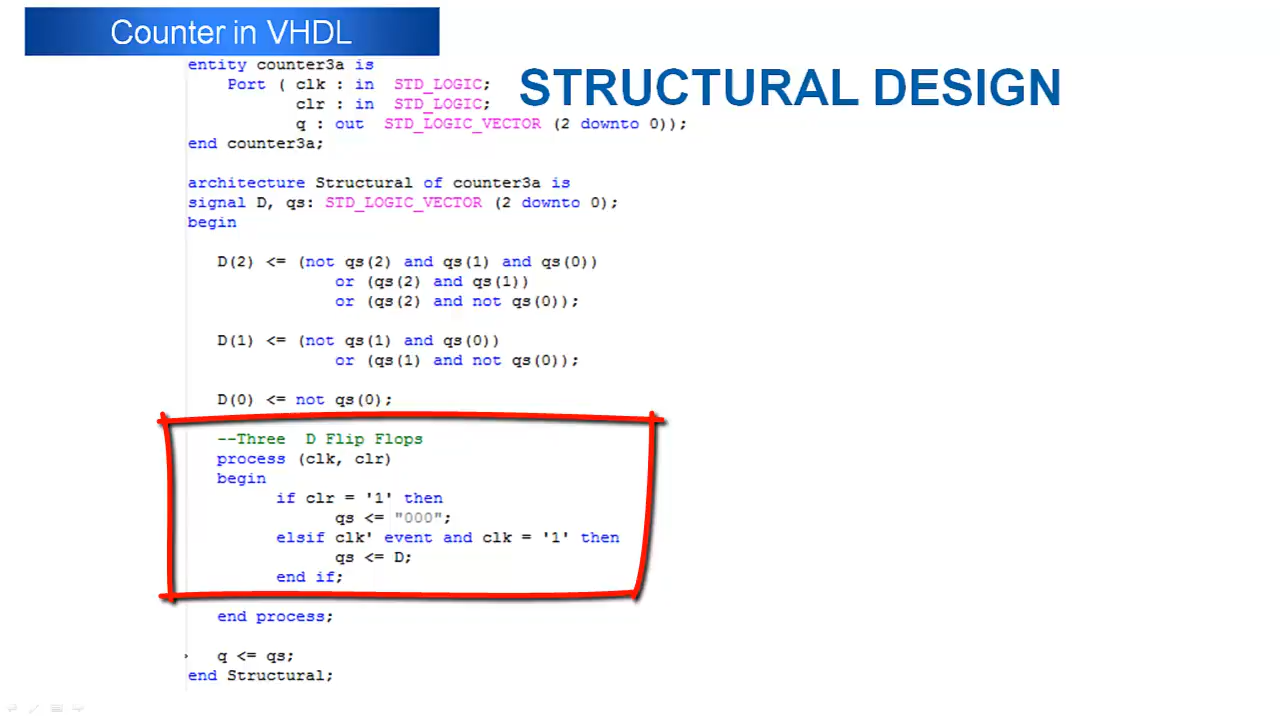 Counter in VHDL
STRUCTURAL DESIGN
entity counter3a is
Port ( clk : in STD_LOGIC;
clr : in STD_LOGIC;
q : out STD_LOGIC_VECTOR (2 downto 0));
end counter3a;
architecture Structural of counter3a is
signal D, qs: STD_LOGIC_VECTOR (2 downto 0);
begin
D(2) <= (not qs(2) and qs(1) and qs(0))
or (qs(2) and qs(1))
or (qs(2) and not qs(0));
D(1) <= (not qs(1) and qs(0))
or (qs(1) and not qs(0));
D(0) <= not qs(0);
--Three D Flip Flops
process (clk, clr)
begin
if clr = '1' then
qs <= "000";
elsif clk' event and clk = '1' then
qs <= D;
end if;
end process;
q <= qs;
end Structural;